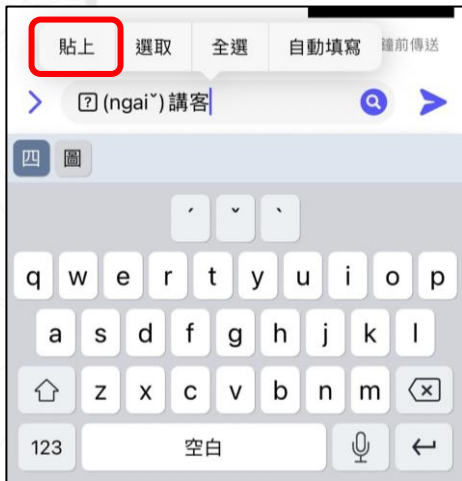 貼上 選取 全選 自動填寫 鐘前傳送
? (ngaiˇ) 講客
四 圖
ˊ ˇ ˋ
q w e r t y u i o p
a s d f g h j k l
z x c v b n m
123 空白